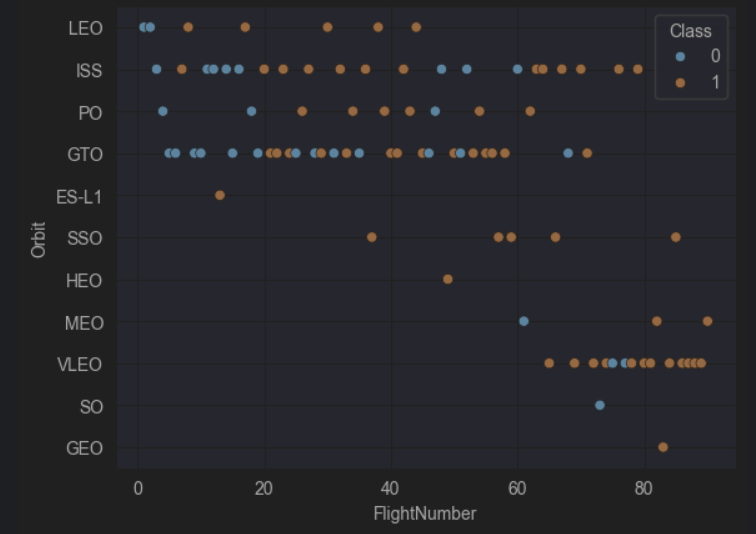 LEO
ISS
PO
GTO
ES-L1
SSO
HEO
MEO
VLEO
SO
GEO
Orbit
Class
0
1
0 20 40 60 80
FlightNumber